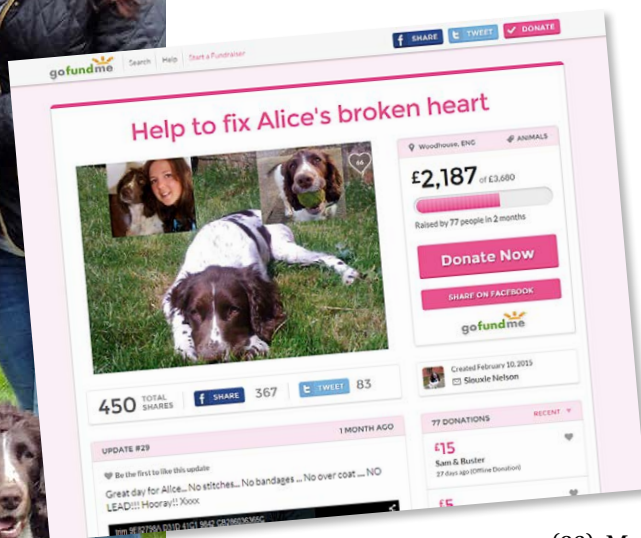 gofundme Search Help Start a Fundraiser
SHARE TWEET DONATE
Help to fix Alice's broken heart
66
Woodhouse, ENG ANIMALS
£2,187 of £3,680
Raised by 77 people in 2 months
Donate Now
SHARE ON FACEBOOK
gofundme
Created February 10, 2015
Siouxie Nelson
450 TOTAL SHARES SHARE 367 TWEET 83
UPDATE #29 1 MONTH AGO
Be the first to like this update
Great day for Alice... No stitches... No bandages ... No over coat .... NO
LEAD!!! Hooray!! Xxxx
77 DONATIONS RECENT
£15
Sam & Buster
27 days ago (Offline Donation)
£5